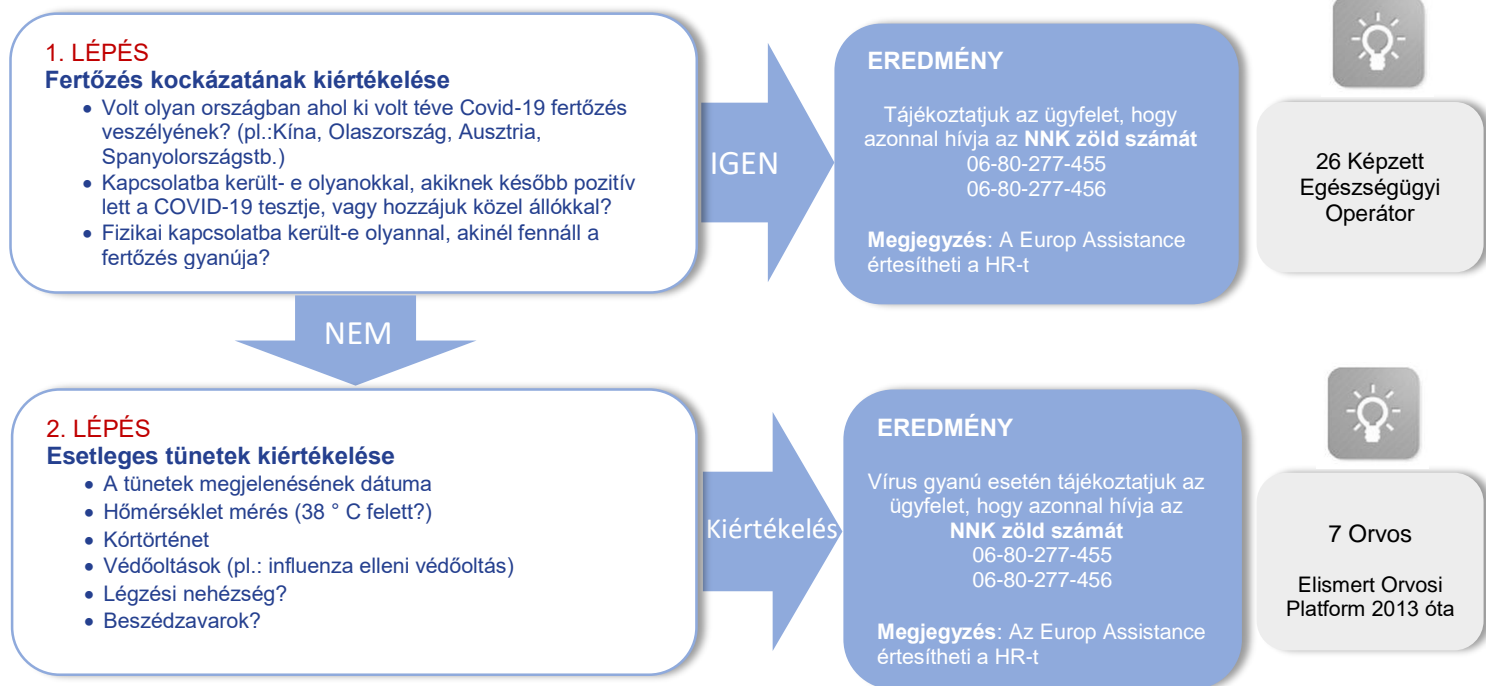 1. LÉPÉS
Fertőzés kockázatának kiértékelése
• Volt olyan országban ahol ki volt téve Covid-19 fertőzés
veszélyének? (pl.:Kína, Olaszország, Ausztria,
Spanyolországstb.)
• Kapcsolatba került- e olyanokkal, akiknek később pozitív
lett a COVID-19 tesztje, vagy hozzájuk közel állókkal?
• Fizikai kapcsolatba került-e olyannal, akinél fennáll a
fertőzés gyanúja?
IGEN
EREDMÉNY
Tájékoztatjuk az ügyfelet, hogy
azonnal hívja az NNK zöld számát
06-80-277-455
06-80-277-456
Megjegyzés: A Europ Assistance
értesítheti a HR-t
26 Képzett
Egészségügyi
Operátor
NEM
2. LÉPÉS
Esetleges tünetek kiértékelése
• A tünetek megjelenésének dátuma
• Hőmérséklet mérés (38 ° C felett?)
• Kórtörténet
• Védőoltások (pl.: influenza elleni védőoltás)
• Légzési nehézség?
• Beszédzavarok?
Kiértékelés
EREDMÉNY
Vírus gyanú esetén tájékoztatjuk az
ügyfelet, hogy azonnal hívja az
NNK zöld számát
06-80-277-455
06-80-277-456
Megjegyzés: Az Europ Assistance
értesítheti a HR-t
7 Orvos
Elismert Orvosi
Platform 2013 óta